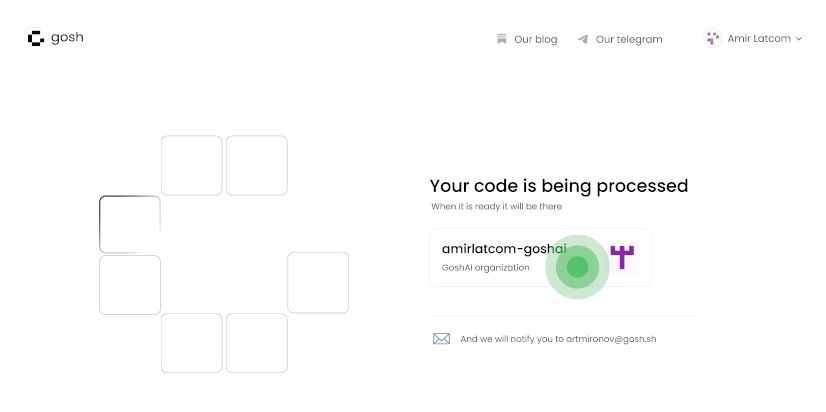 gosh
Our blog
Our telegram
Amir Latcom
Your code is being processed
When it is ready it will be there
amirlatcom-goshai
GoshAI organization
And we will notify you to artmironov@gosh.sh